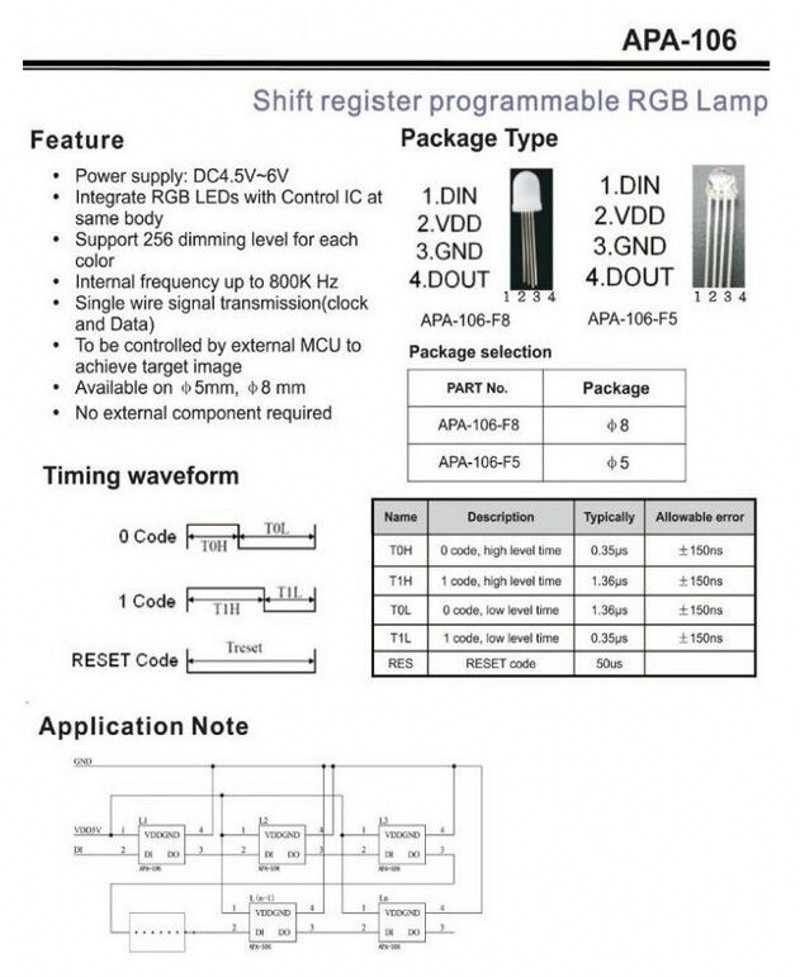 APA-106
Shift register programmable RGB Lamp
Feature
• Power supply: DC4.5V~6V
• Integrate RGB LEDs with Control IC at
same body
• Support 256 dimming level for each
color
• Internal frequency up to 800K Hz
• Single wire signal transmission(clock
and Data)
• To be controlled by external MCU to
achieve target image
• Available on φ5mm, φ8 mm
• No external component required
Package Type
1.DIN
2.VDD
3.GND
4.DOUT
1 2 3 4
APA-106-F8
1.DIN
2.VDD
3.GND
4.DOUT
1 2 3 4
APA-106-F5
Package selection
PART No. Package
APA-106-F8 φ8
APA-106-F5 φ5
Timing waveform
0 Code T0H T0L
1 Code T1H T1L
RESET Code Treset
Name Description Typically Allowable error
T0H 0 code, high level time 0.35μs ±150ns
T1H 1 code, high level time 1.36μs ±150ns
T0L 0 code, low level time 1.36μs ±150ns
T1L 1 code, low level time 0.35μs ±150ns
RES RESET code 50us
Application Note
GND
L1 L2 L3
VDD5V 1 VDDGND 4 1 VDDGND 4 1 VDDGND 4
DI 2 DI DO 3 2 DI DO 3 2 DI DO 3
APA-106 APA-106 APA-106
L(n-1) Ln
1 VDDGND 4 1 VDDGND 4
2 DI DO 3 2 DI DO 3
APA-106 APA-106